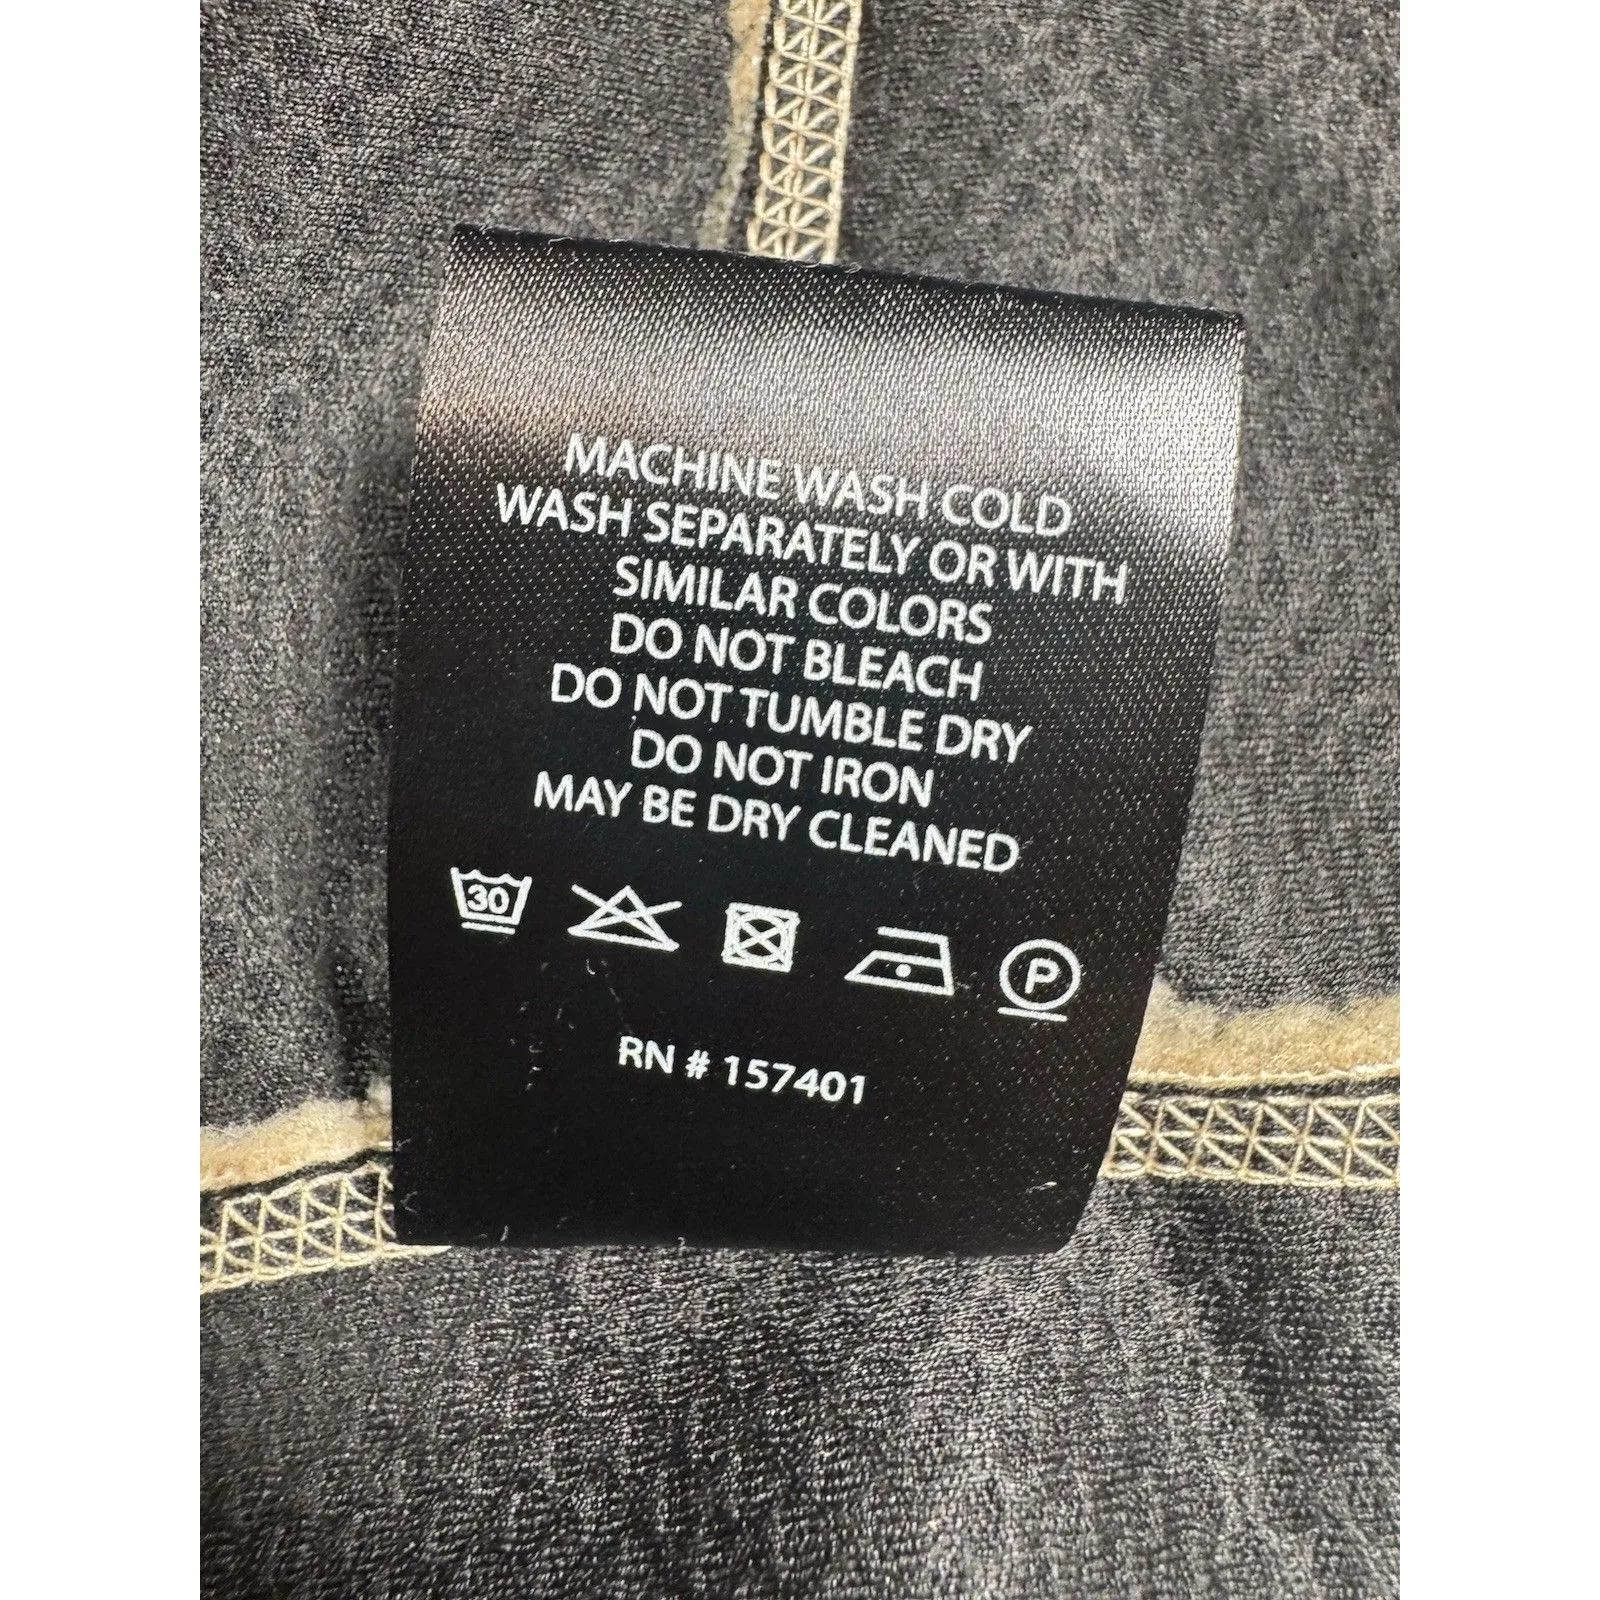 MACHINE WASH COLD
WASH SEPARATELY OR WITH
SIMILAR COLORS
DO NOT BLEACH
DO NOT TUMBLE DRY
DO NOT IRON
MAY BE DRY CLEANED
30 P
RN # 157401